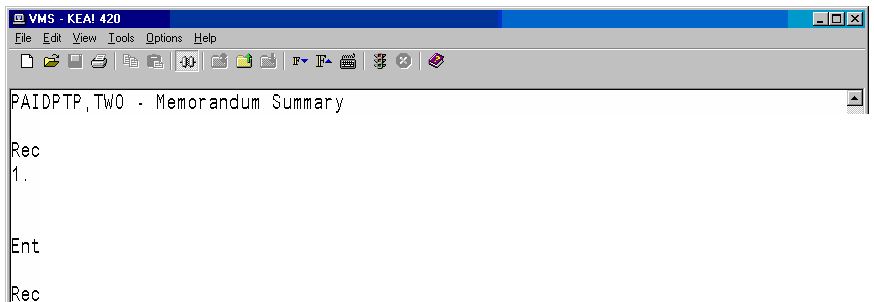 VMS - KEA! 420
File Edit View Tools Options Help
PAIDPTP,TWO - Memorandum Summary
Rec
1.
Ent
Rec